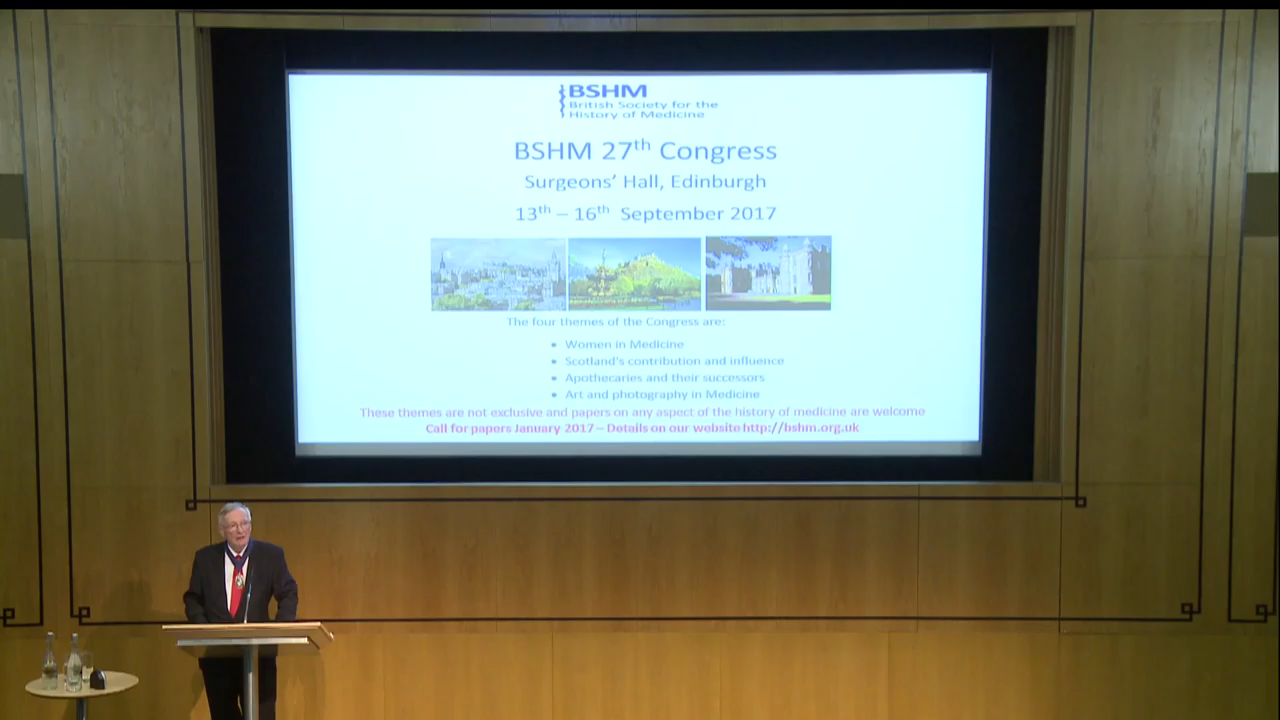 BSHM
British Society for the
History of Medicine
BSHM 27th Congress
Surgeons' Hall, Edinburgh
13th – 16th September 2017
The four themes of the Congress are:
• Women in Medicine
• Scotland's contribution and influence
• Apothecaries and their successors
• Art and photography in Medicine
These themes are not exclusive and papers on any aspect of the history of medicine are welcome
Call for papers January 2017 – Details on our website http://bshm.org.uk